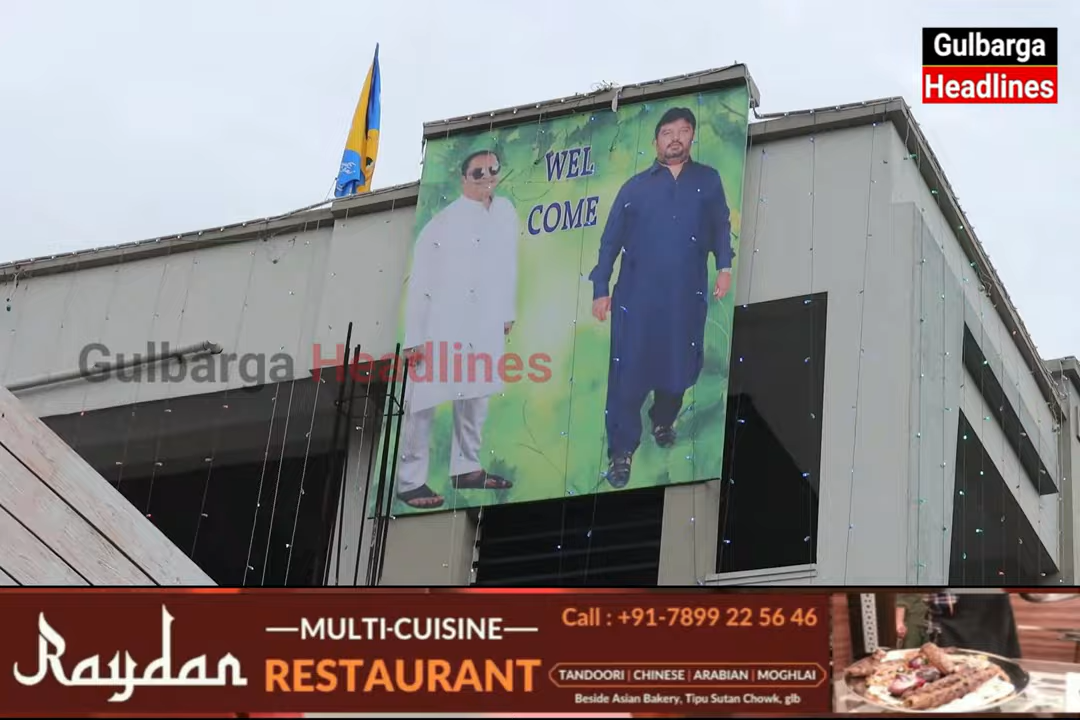 Gulbarga
Headlines
WEL
COME
Gulbarga Headlines
Raydan
—MULTI-CUISINE—
RESTAURANT
Call : +91-7899 22 56 46
TANDOORI | CHINESE | ARABIAN | MOGHLAI
Beside Asian Bakery, Tipu Sutan Chowk, glb